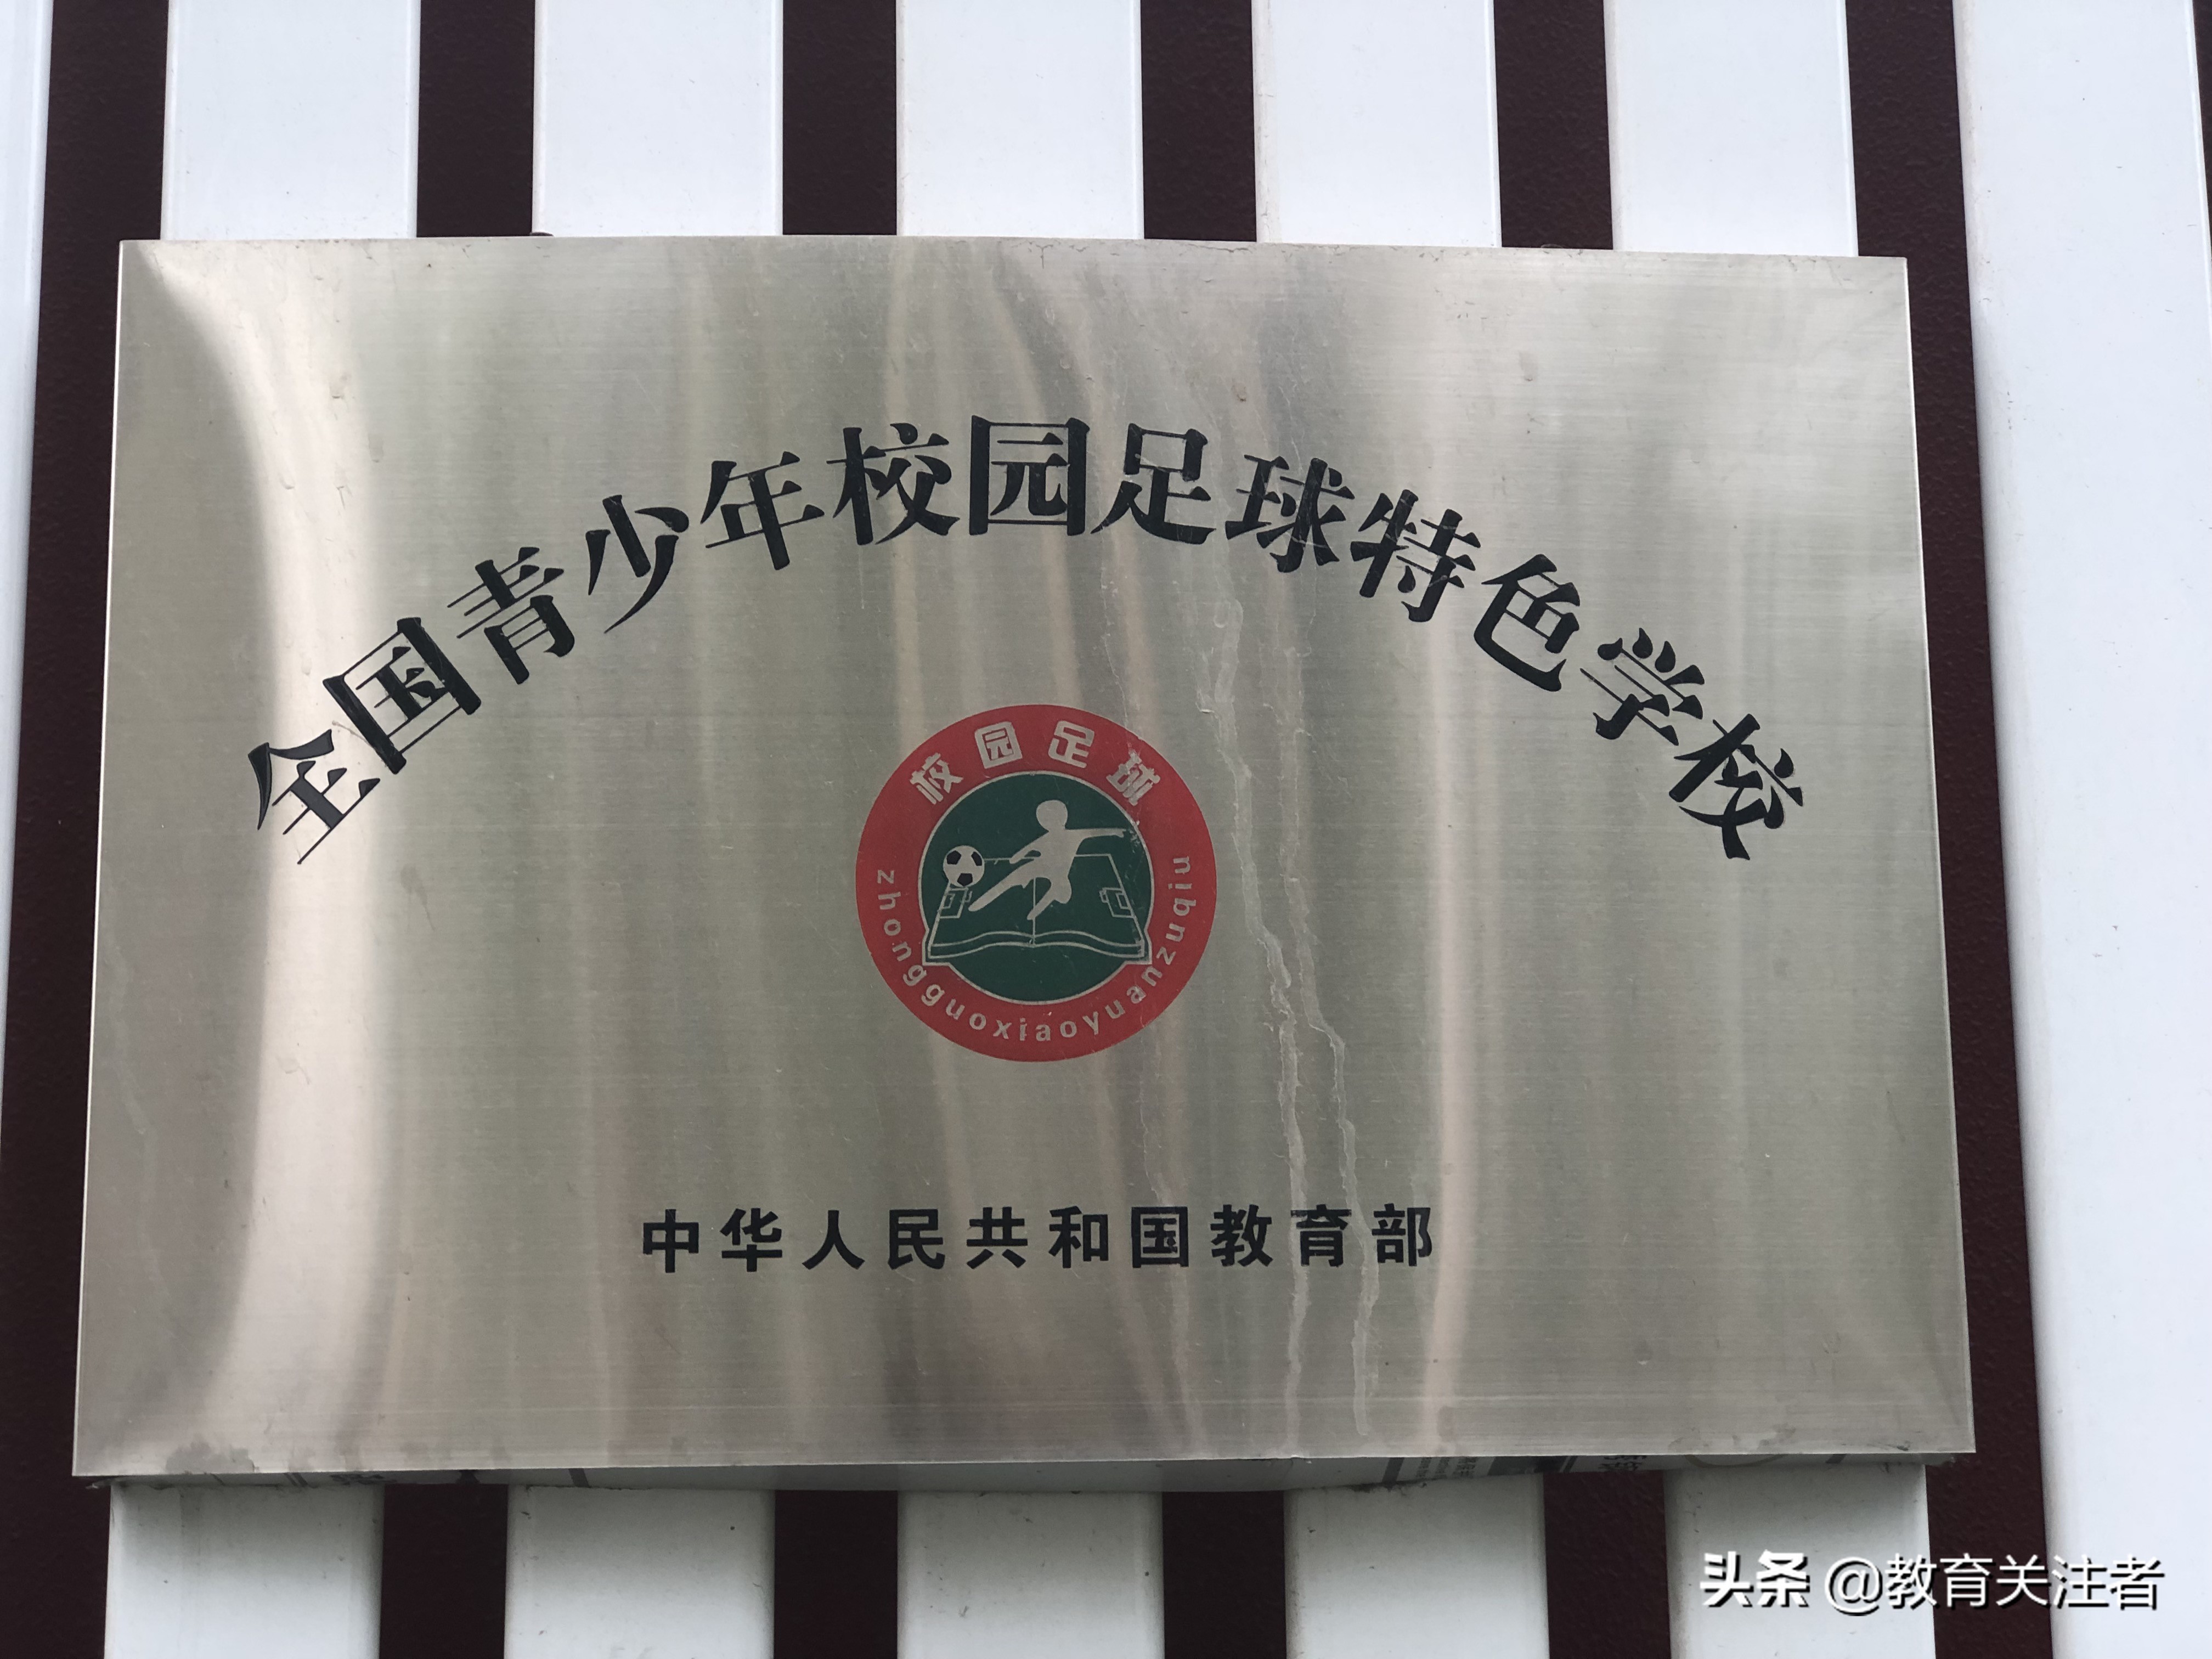 全国青少年校园足球特色学校
校园足球
zhongguoxiaoyuanzuqiu
中华人民共和国教育部
头条 @教育关注者